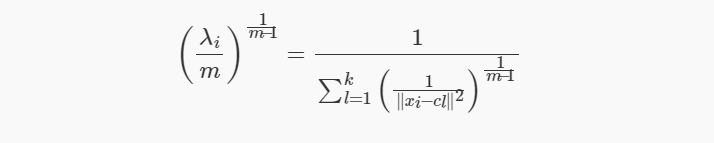 (λᵢ/m)^(1/(m−1)) = 1 / ∑_{l=1}^{k} (1/‖xi−cl‖²)^(1/(m−1))